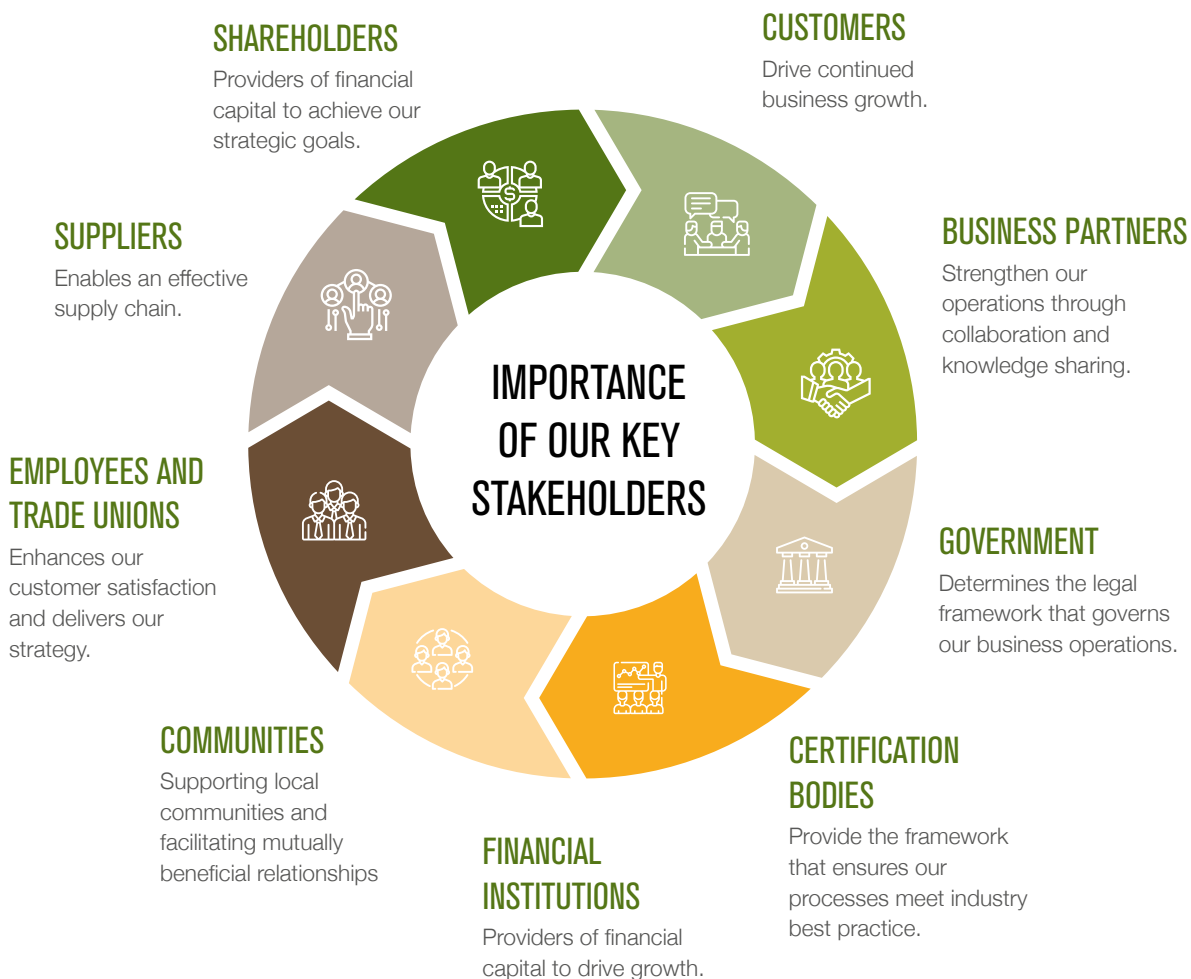 SHAREHOLDERS
Providers of financial
capital to achieve our
strategic goals.
CUSTOMERS
Drive continued
business growth.
SUPPLIERS
Enables an effective
supply chain.
BUSINESS PARTNERS
Strengthen our
operations through
collaboration and
knowledge sharing.
IMPORTANCE
OF OUR KEY
STAKEHOLDERS
EMPLOYEES AND
TRADE UNIONS
Enhances our
customer satisfaction
and delivers our
strategy.
GOVERNMENT
Determines the legal
framework that governs
our business operations.
COMMUNITIES
Supporting local
communities and
facilitating mutually
beneficial relationships
FINANCIAL
INSTITUTIONS
Providers of financial
capital to drive growth.
CERTIFICATION
BODIES
Provide the framework
that ensures our
processes meet industry
best practice.
S